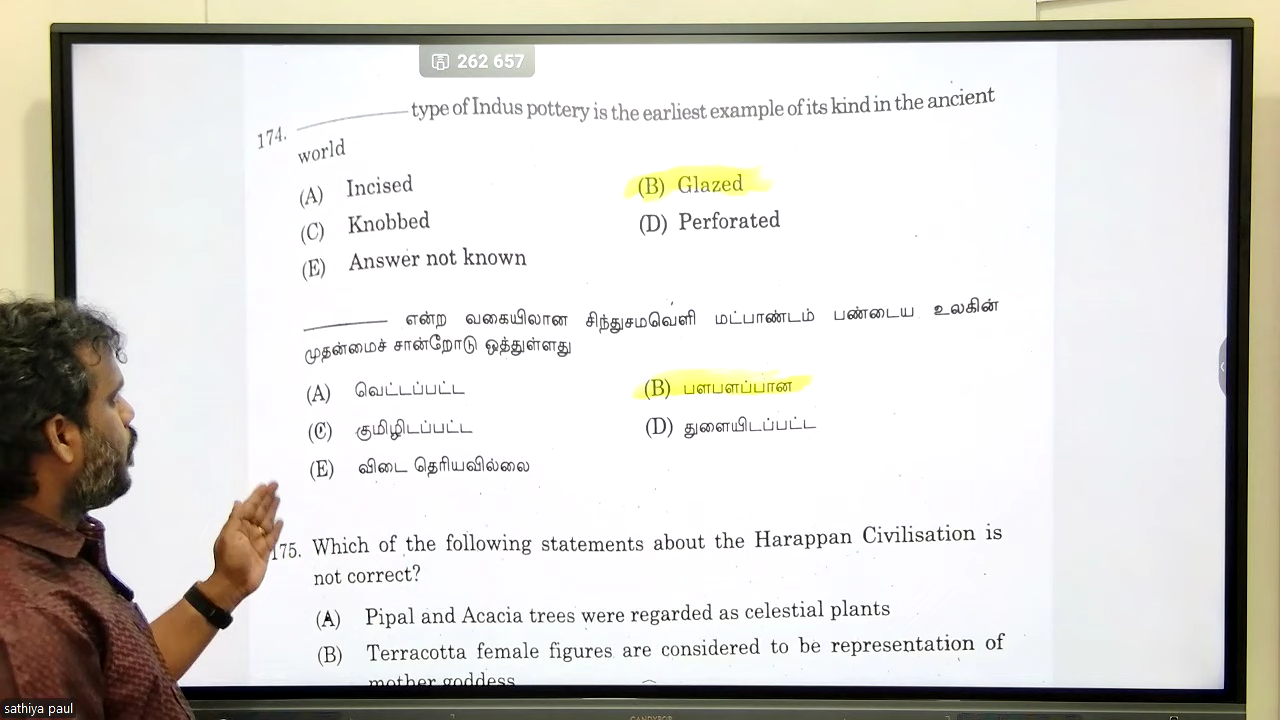 262 657
174. ________ type of Indus pottery is the earliest example of its kind in the ancient
world
(A) Incised
(B) Glazed
(C) Knobbed
(D) Perforated
(E) Answer not known
________ என்ற வகையிலான சிந்துசமவெளி மட்பாண்டம் பண்டைய உலகின்
முதன்மைச் சான்றோடு ஒத்துள்ளது
(A) வெட்டப்பட்ட
(B) பளபளப்பான
(C) குமிழிடப்பட்ட
(D) துளையிடப்பட்ட
(E) விடை தெரியவில்லை
175. Which of the following statements about the Harappan Civilisation is
not correct?
(A) Pipal and Acacia trees were regarded as celestial plants
(B) Terracotta female figures are considered to be representation of
mother goddess
sathiya paul